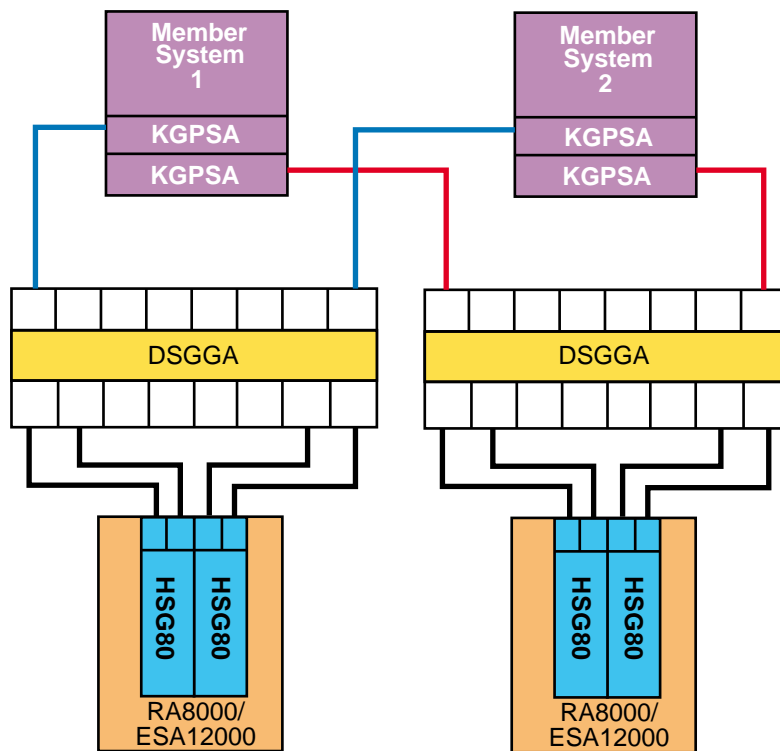 Member
System
1
KGPSA
KGPSA
Member
System
2
KGPSA
KGPSA
DSGGA
DSGGA
HSG80
HSG80
RA8000/
ESA12000
HSG80
HSG80
RA8000/
ESA12000